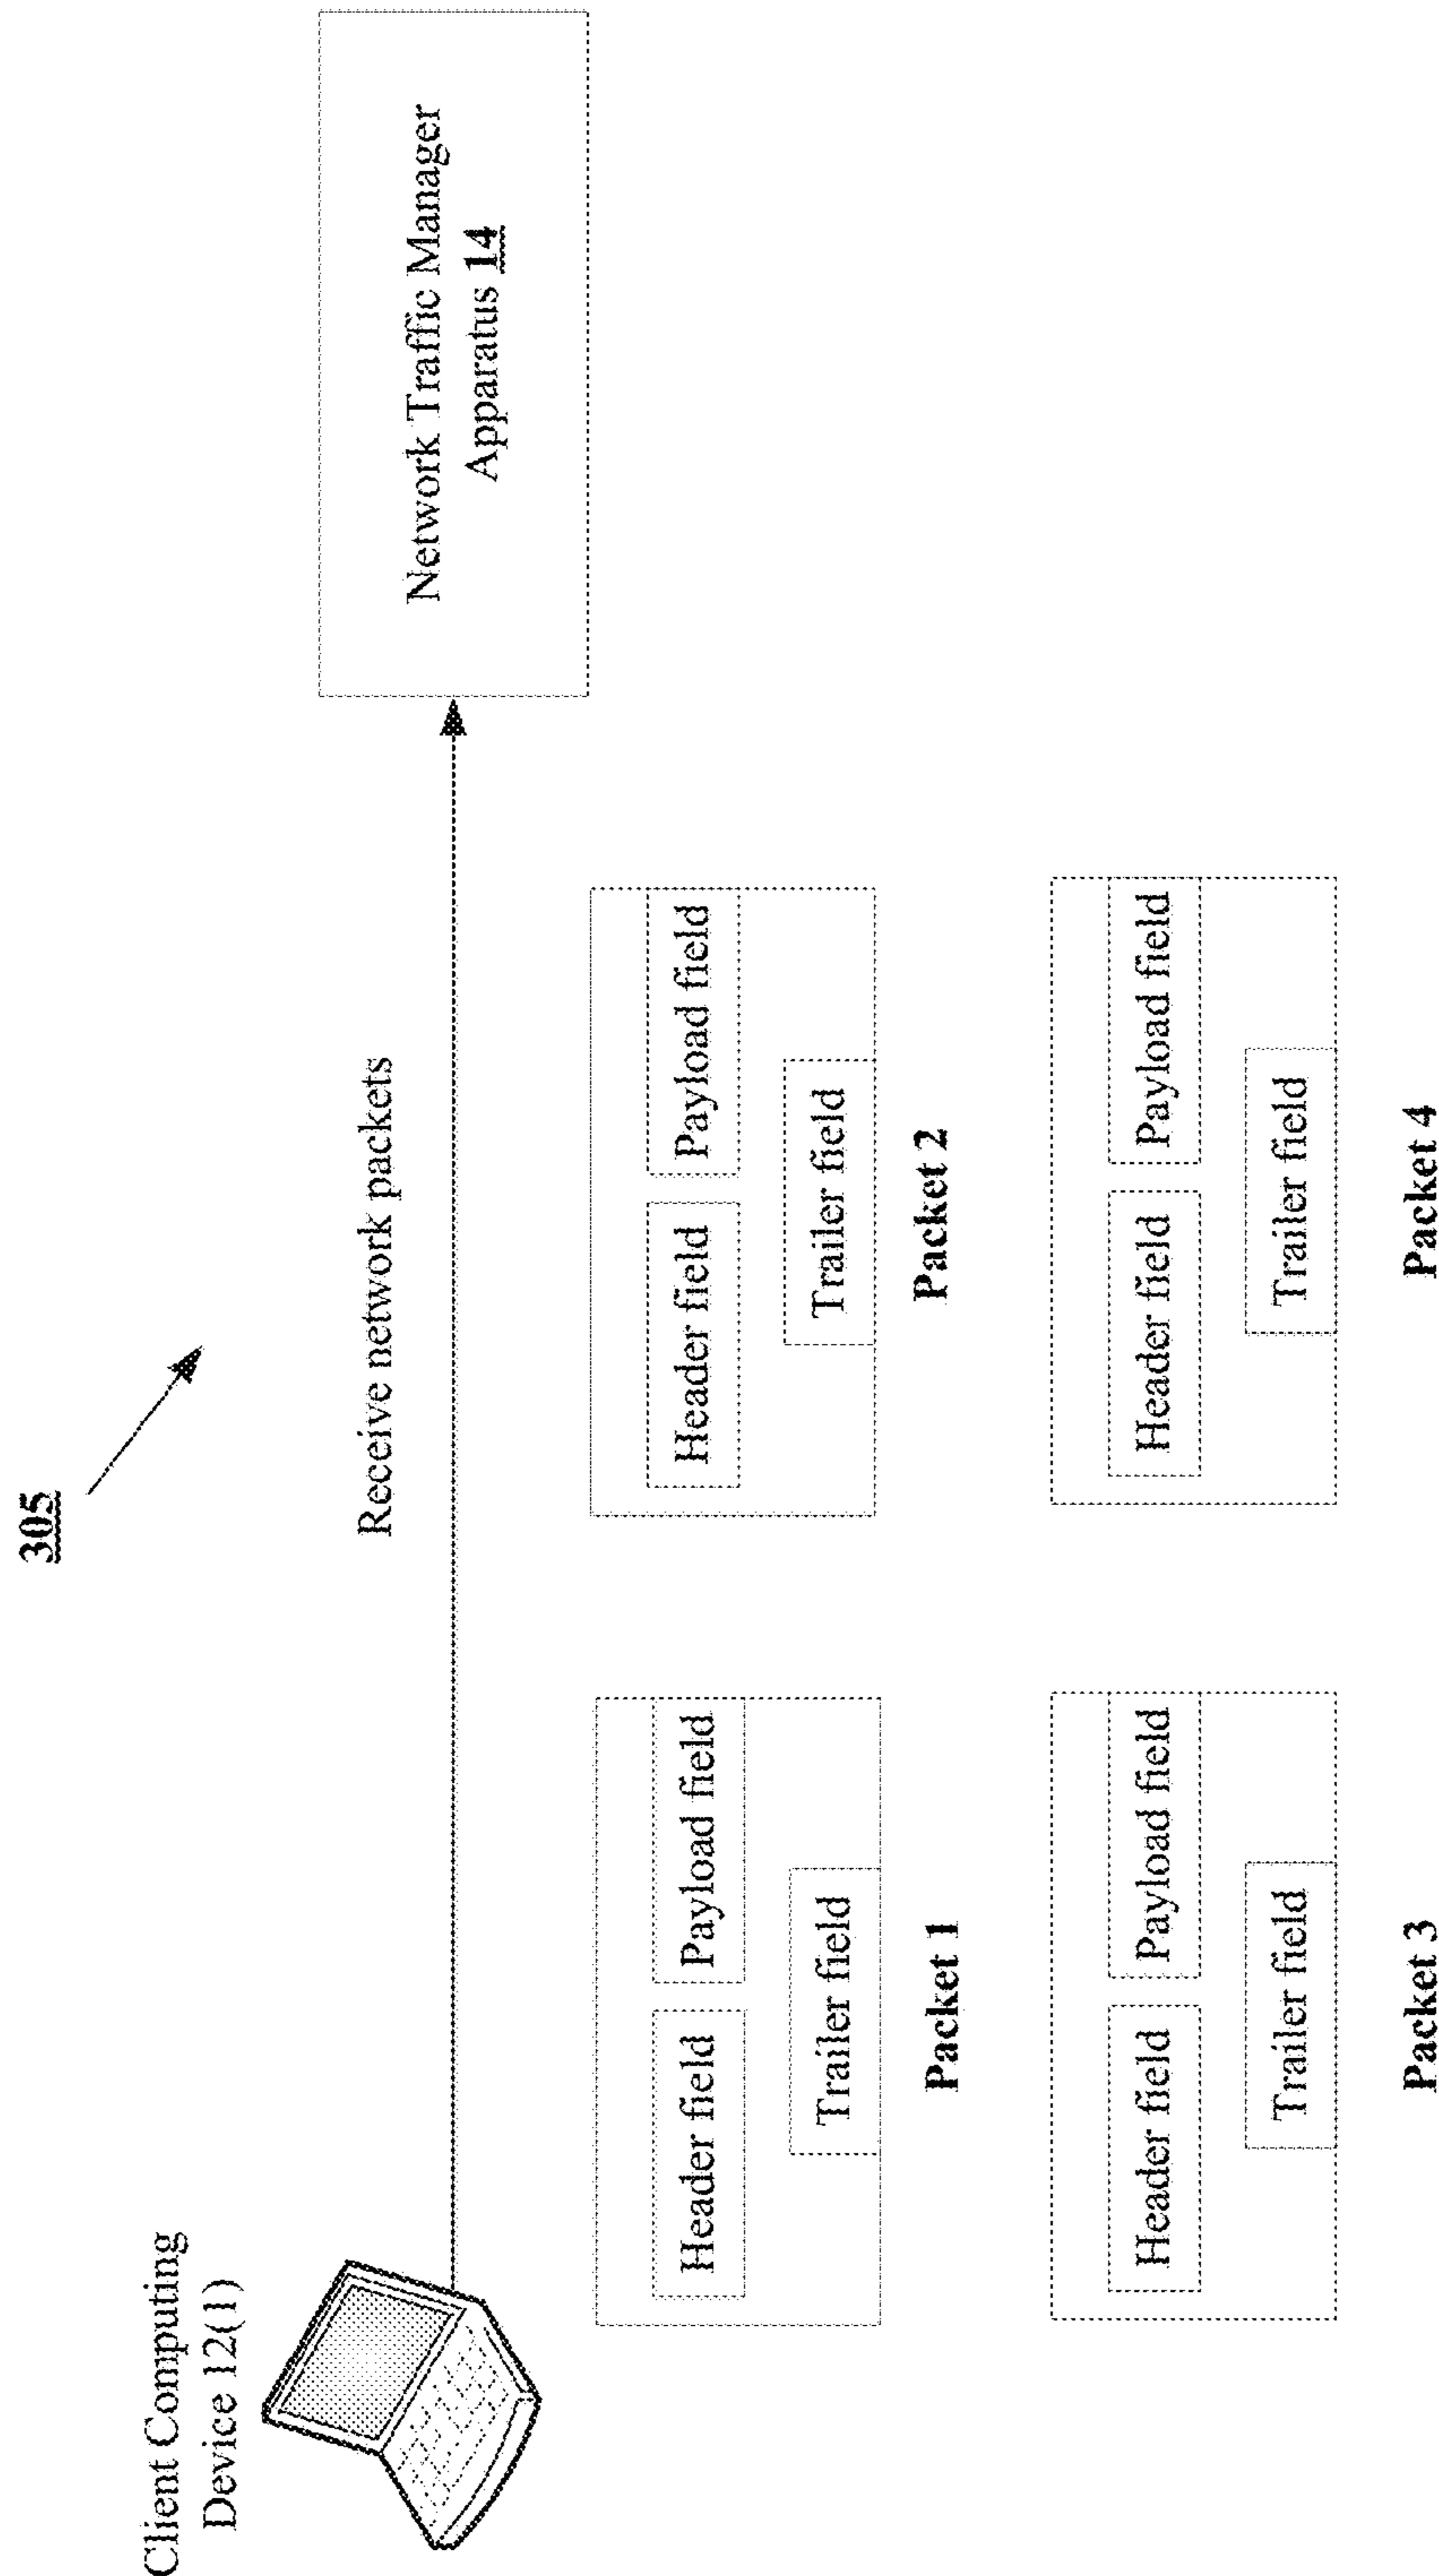 305
Client Computing
Device 12(1)
Receive network packets
Network Traffic Manager
Apparatus 14
Header field
Payload field
Trailer field
Packet 1
Header field
Payload field
Trailer field
Packet 2
Header field
Payload field
Trailer field
Packet 3
Header field
Payload field
Trailer field
Packet 4